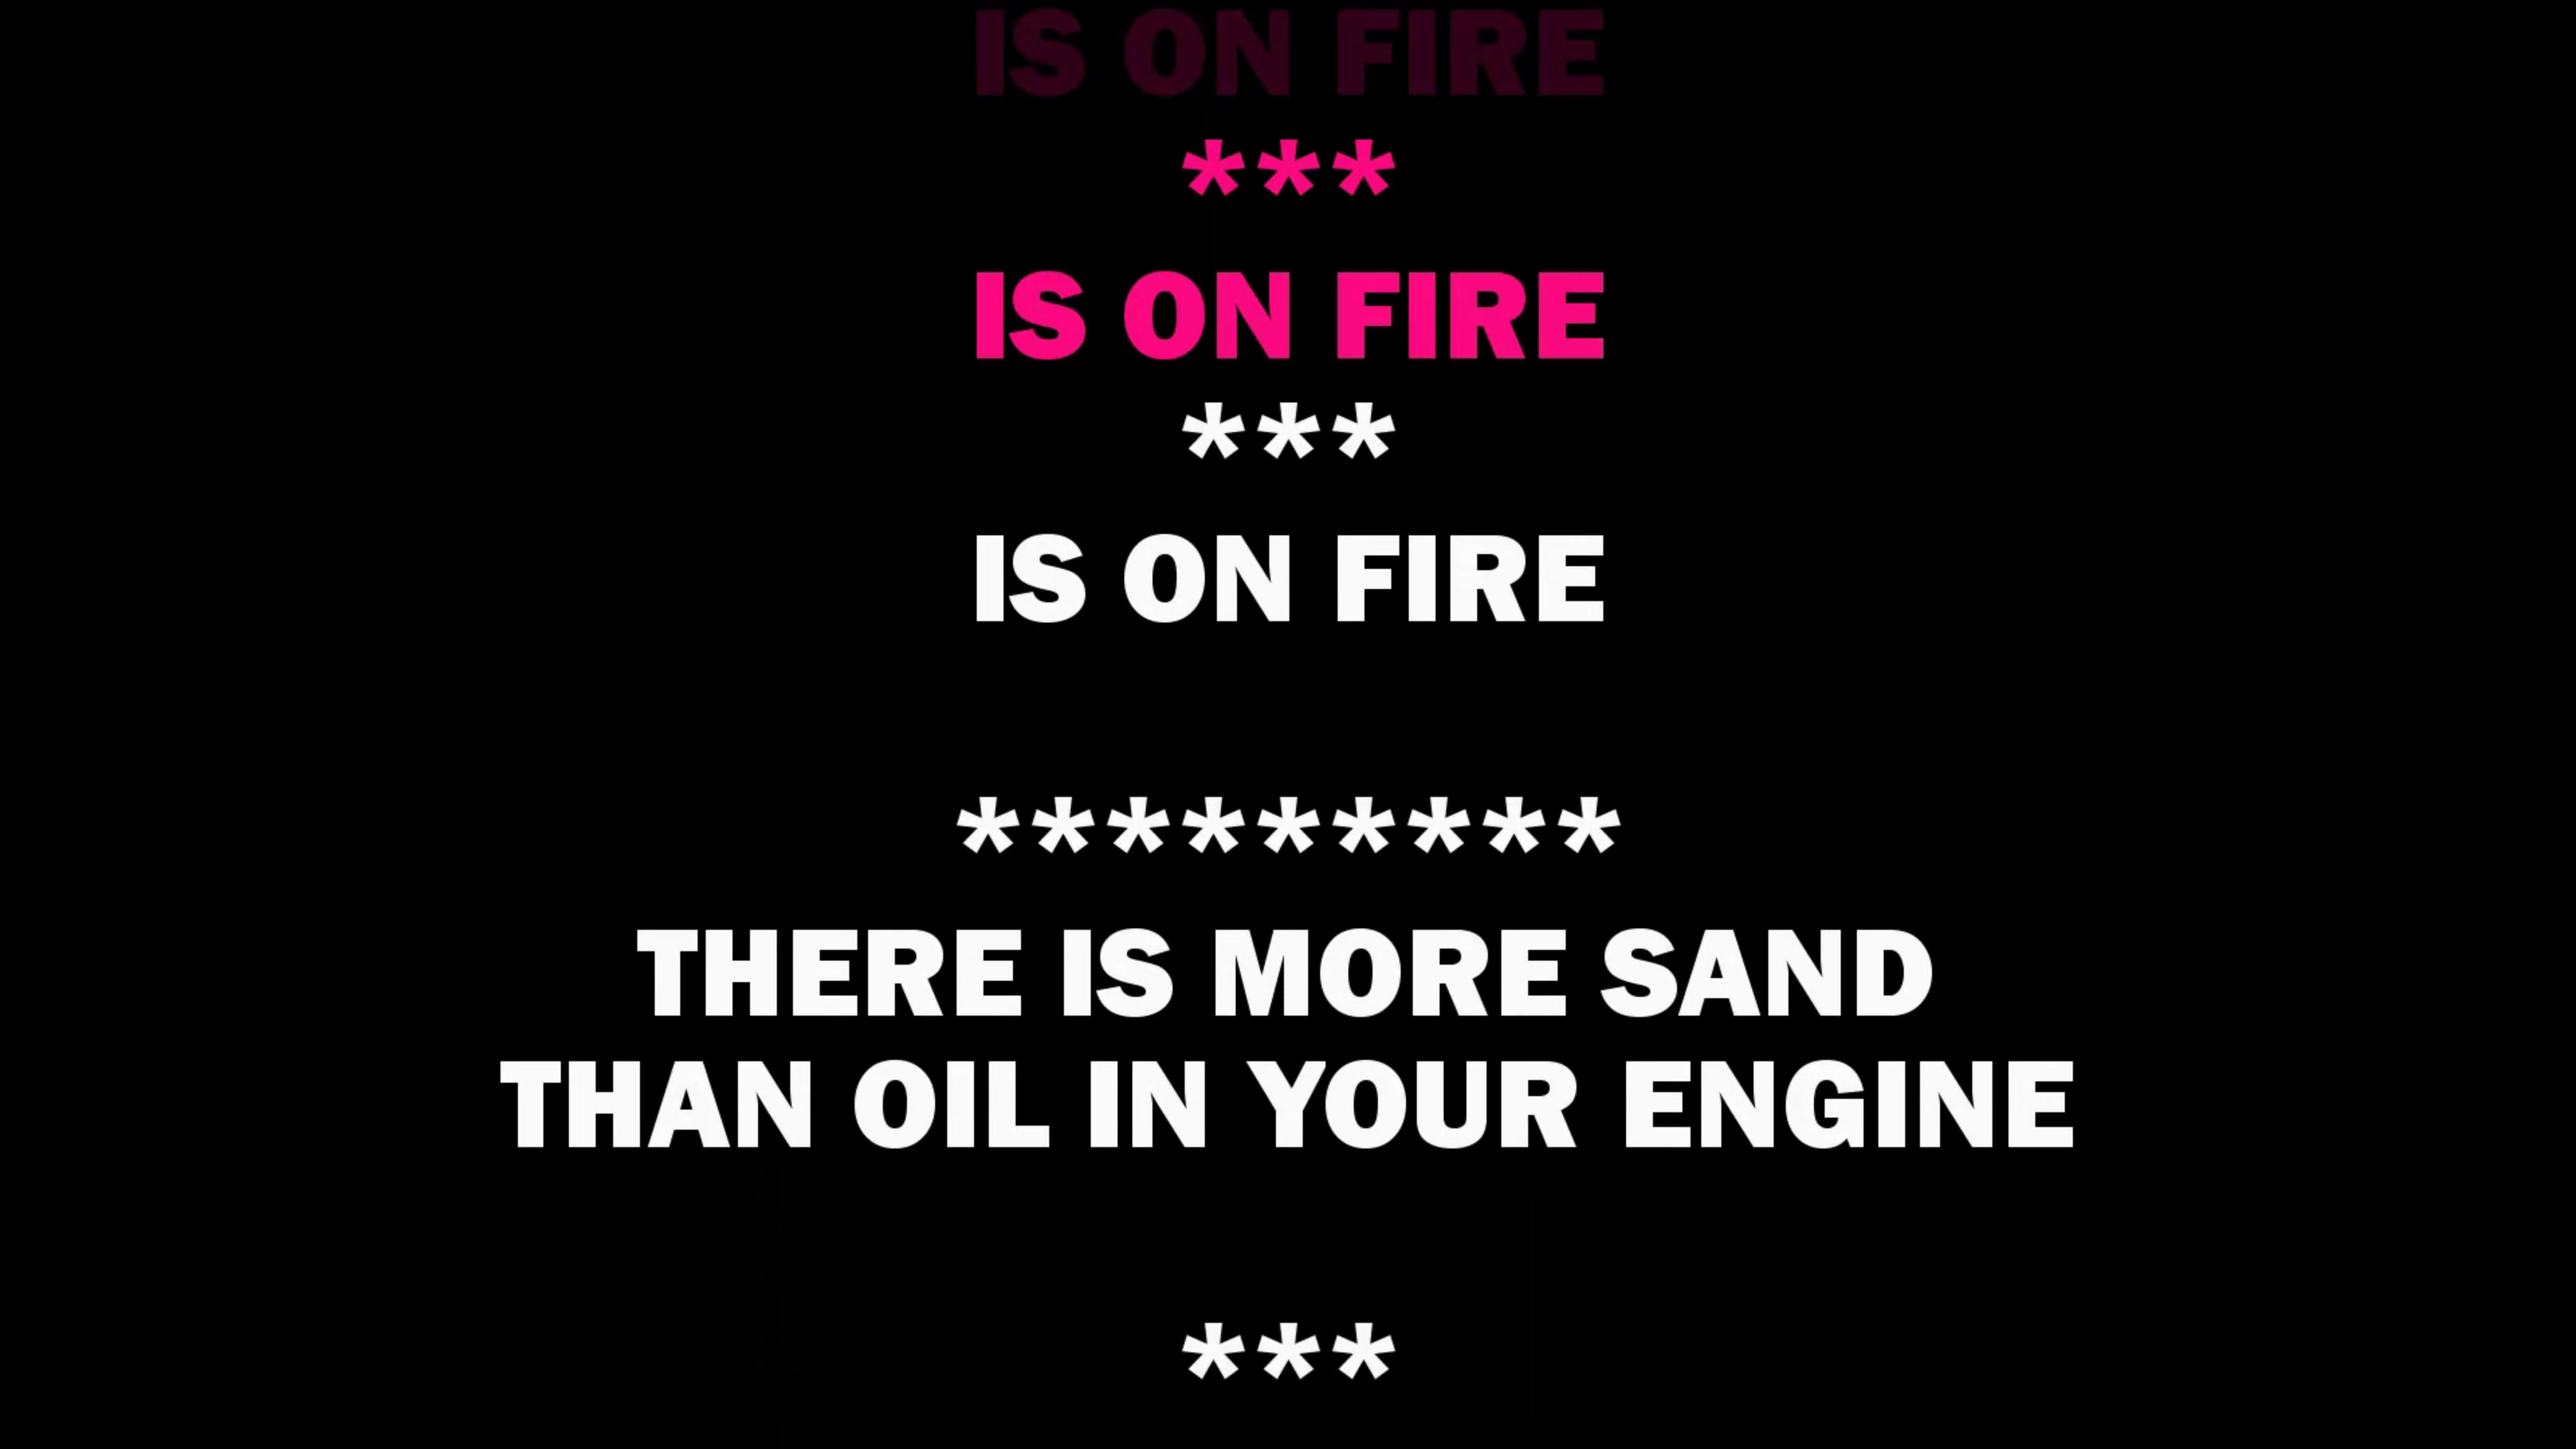 IS ON FIRE
***
IS ON FIRE
***
IS ON FIRE
*********
THERE IS MORE SAND
THAN OIL IN YOUR ENGINE
***